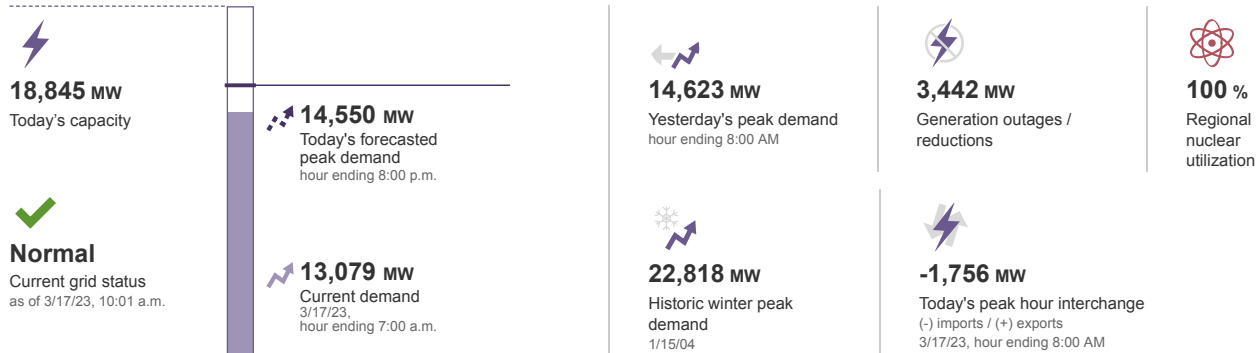 18,845 MW
Today's capacity
Normal
Current grid status
as of 3/17/23, 10:01 a.m.
14,550 MW
Today's forecasted
peak demand
hour ending 8:00 p.m.
13,079 MW
Current demand
3/17/23,
hour ending 7:00 a.m.
14,623 MW
Yesterday's peak demand
hour ending 8:00 AM
3,442 MW
Generation outages /
reductions
100 %
Regional
nuclear
utilization
22,818 MW
Historic winter peak
demand
1/15/04
-1,756 MW
Today's peak hour interchange
(-) imports / (+) exports
3/17/23, hour ending 8:00 AM